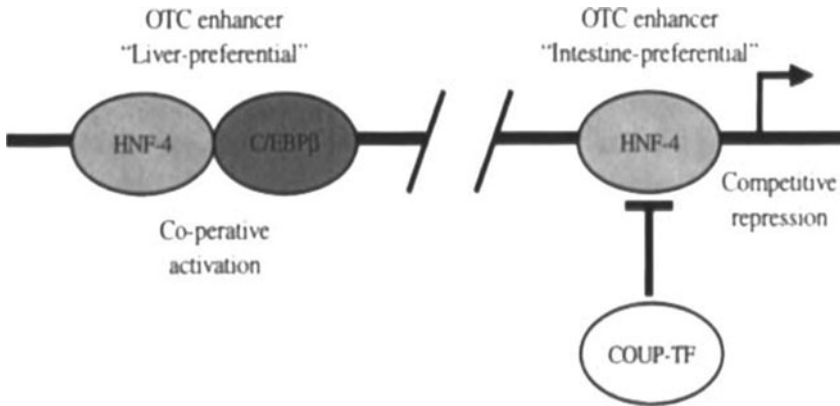 OTC enhancer
"Liver-preferential"
HNF-4
C/EBPβ
Co-perative
activation
OTC enhancer
"Intestine-preferential"
HNF-4
Competitive
repression
COUP-TF